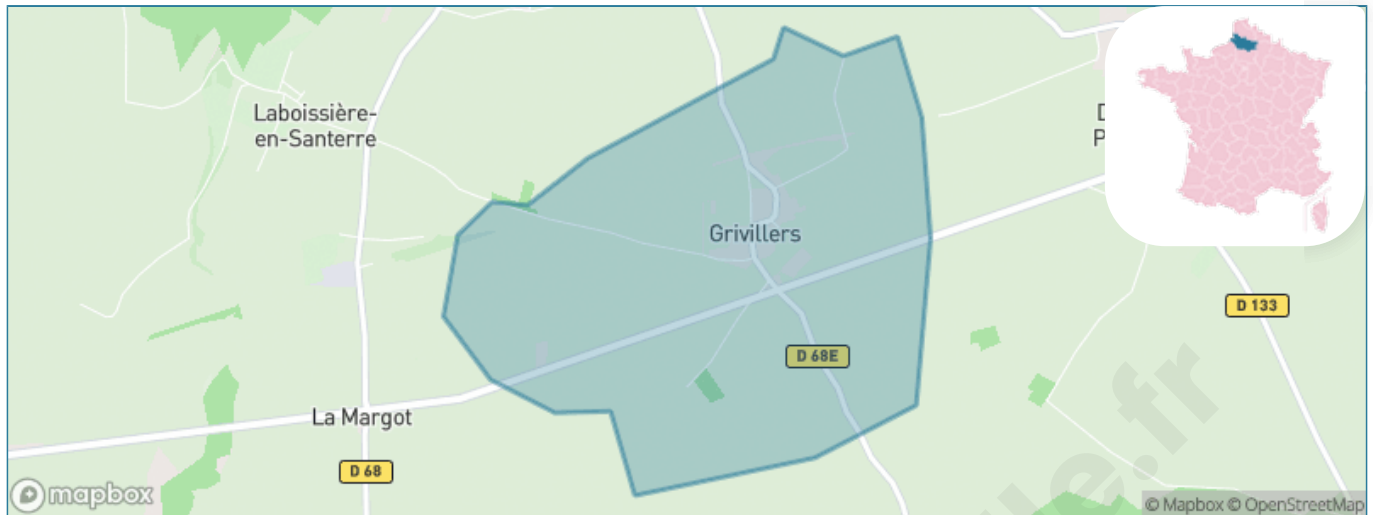 Laboissière-
en-Santerre
D
P
Grivillers
D 133
D 68E
La Margot
D 68
mapbox
© Mapbox © OpenStreetMap